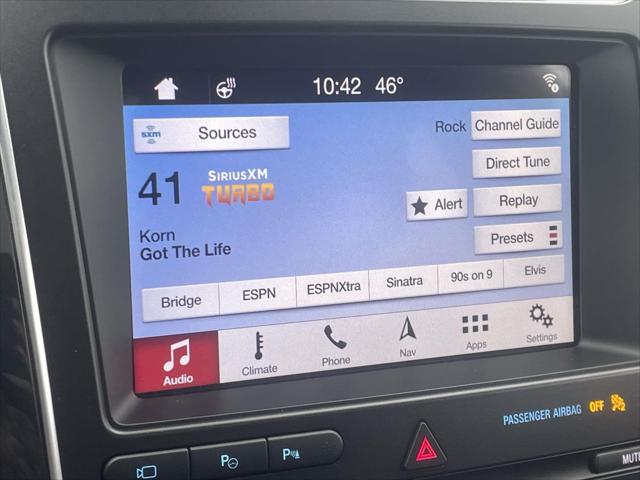 10:42 46°
sxm Sources
Rock Channel Guide
Direct Tune
41 SiriusXM TURBO
Alert Replay
Presets
Korn
Got The Life
Bridge ESPN ESPNXtra Sinatra 90s on 9 Elvis
Audio Climate Phone Nav Apps Settings
PASSENGER AIRBAG OFF
P P
MUTE